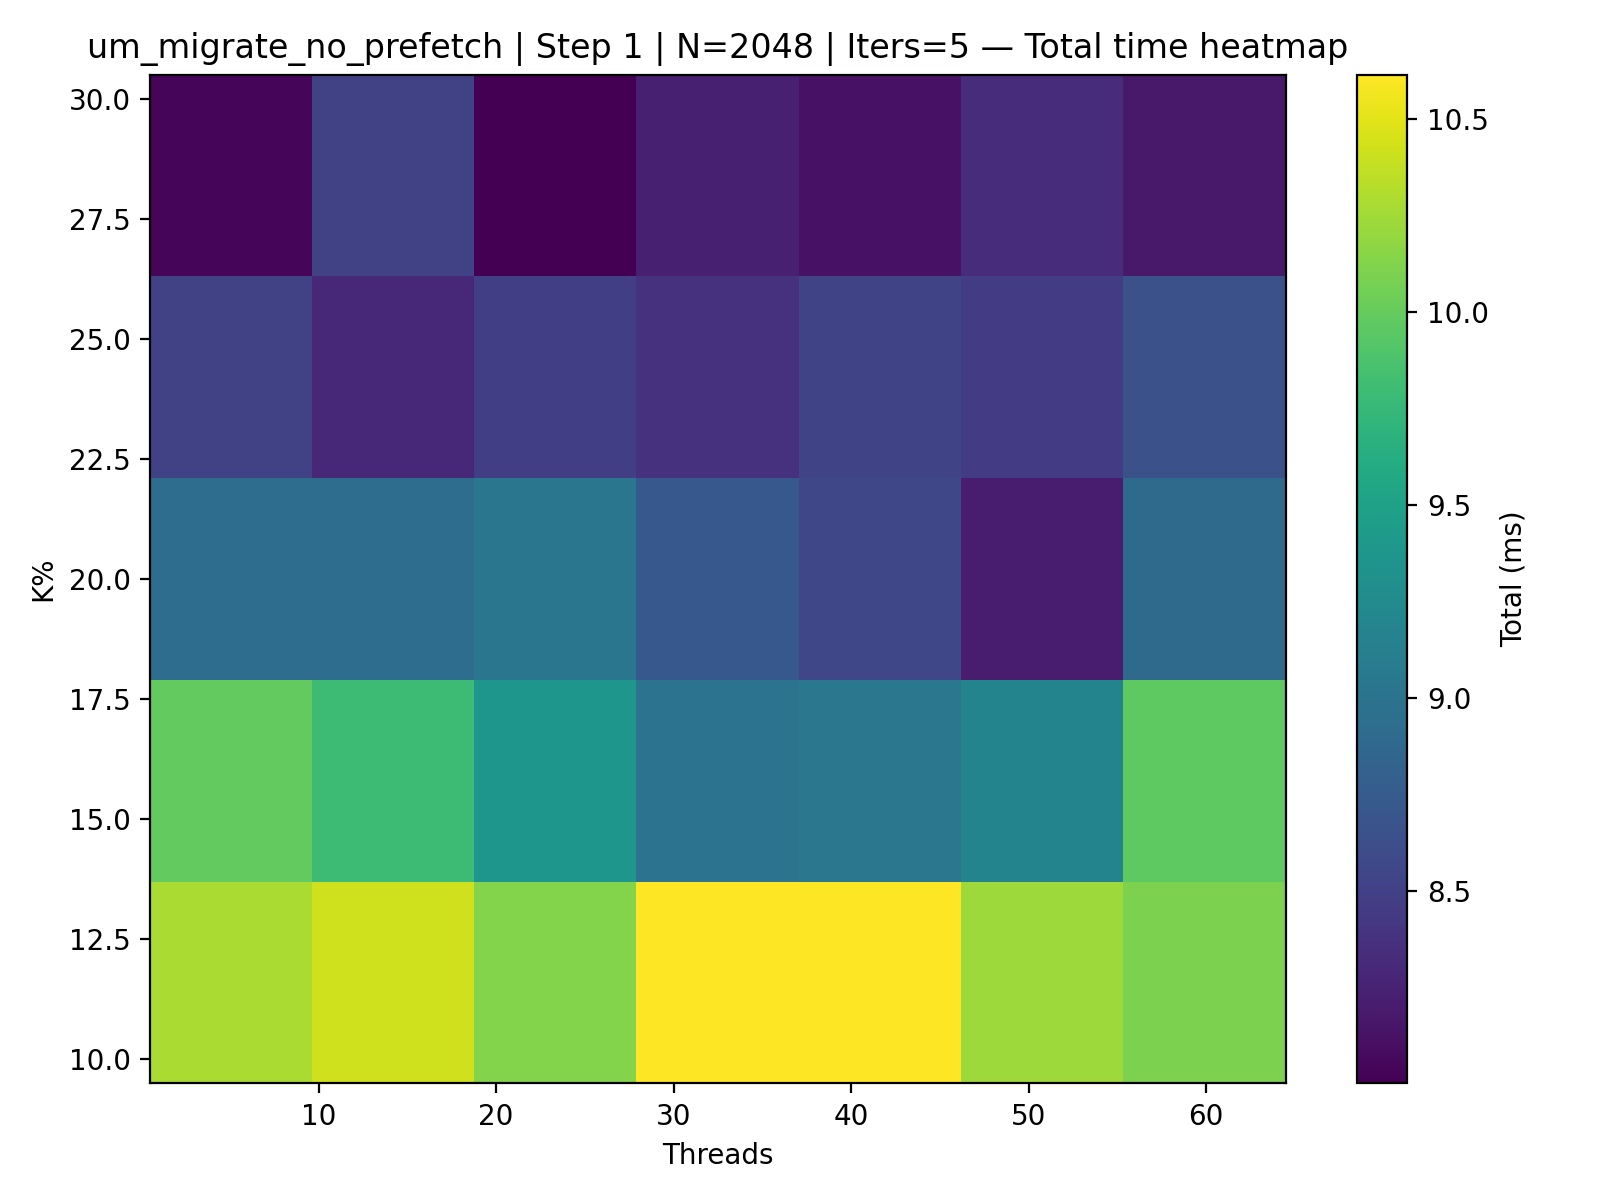 um_migrate_no_prefetch | Step 1 | N=2048 | Iters=5 — Total time heatmap
30.0
27.5
25.0
22.5
20.0
17.5
15.0
12.5
10.0
K%
10 20 30 40 50 60
Threads
10.5
10.0
9.5
9.0
8.5
Total (ms)